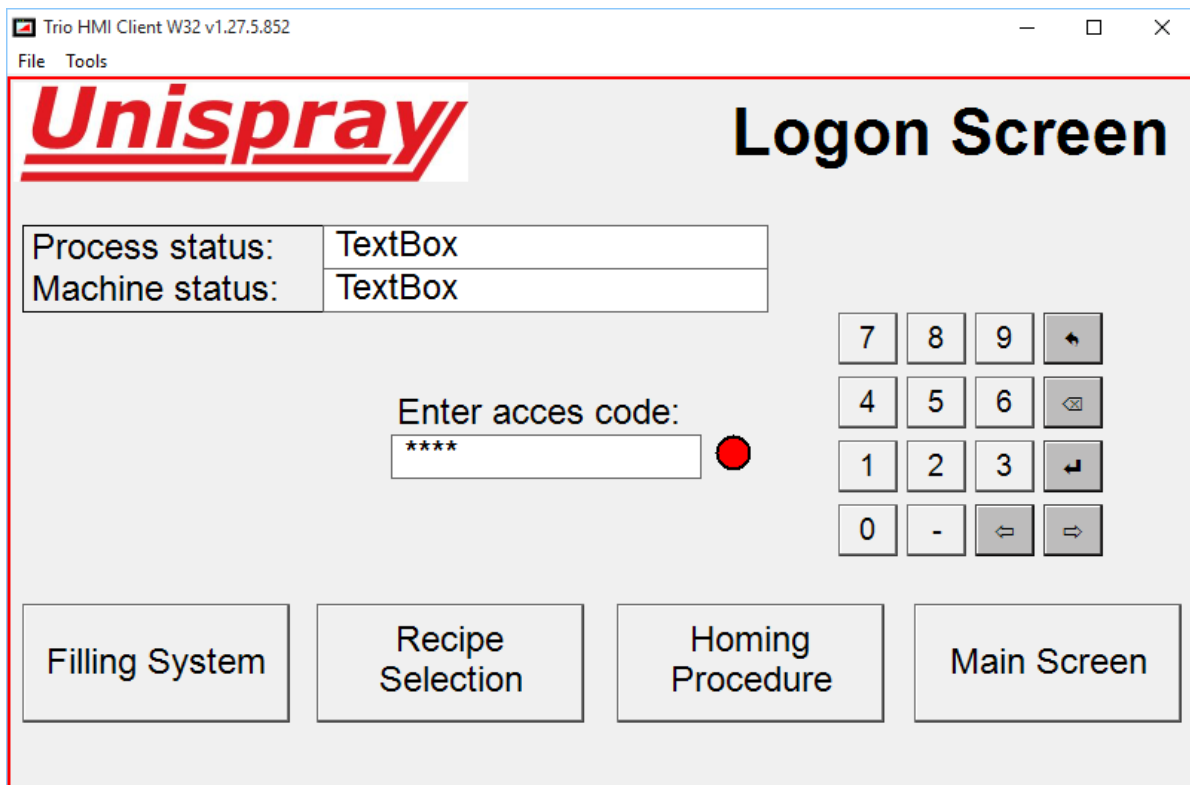 Trio HMI Client W32 v1.27.5.852
File Tools
Unispray
Logon Screen
Process status: TextBox
Machine status: TextBox
7 8 9
Enter acces code:
4 5 6
****
1 2 3
0 -
Filling System
Recipe
Selection
Homing
Procedure
Main Screen